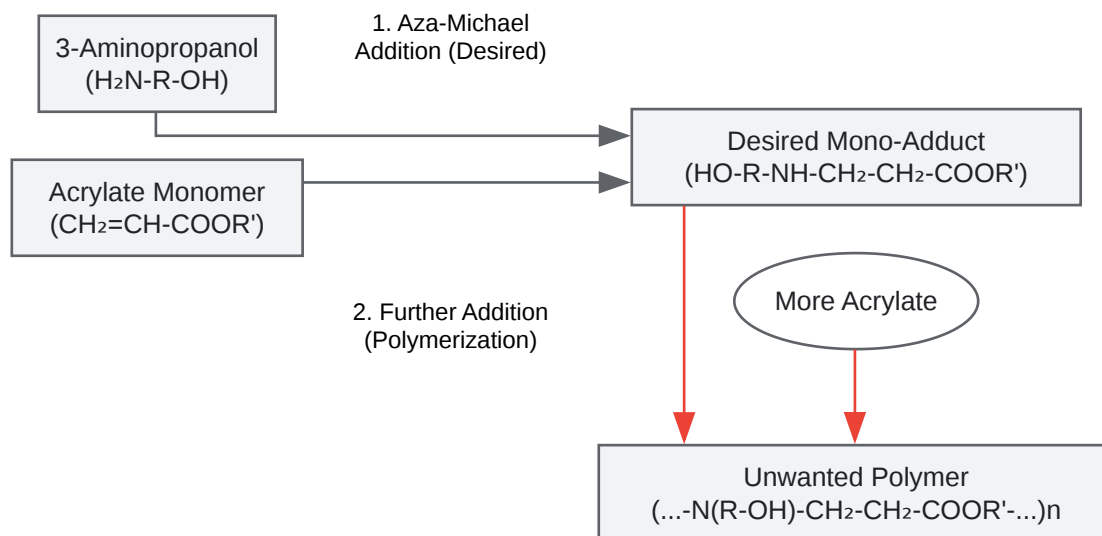 3-Aminopropanol
(H₂N-R-OH)
1. Aza-Michael
Addition (Desired)
Acrylate Monomer
(CH₂=CH-COOR')
Desired Mono-Adduct
(HO-R-NH-CH₂-CH₂-COOR')
2. Further Addition
(Polymerization)
More Acrylate
Unwanted Polymer
(...-N(R-OH)-CH₂-CH₂-COOR'-...)n